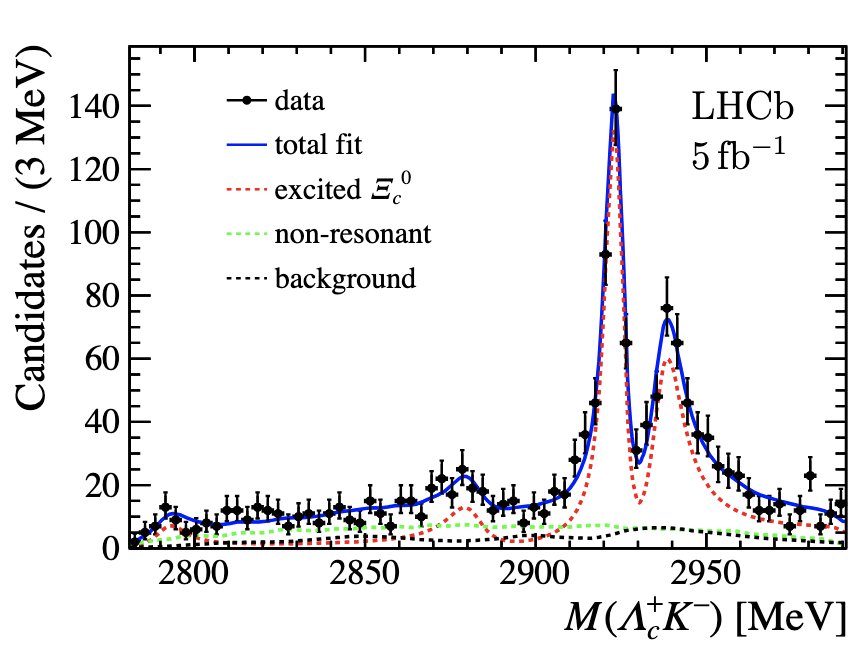 Candidates / (3 MeV)
140
120
100
80
60
40
20
0
data
total fit
excited Ξc0
non-resonant
background
LHCb
5 fb−1
2800 2850 2900 2950
M(Λc+K−) [MeV]